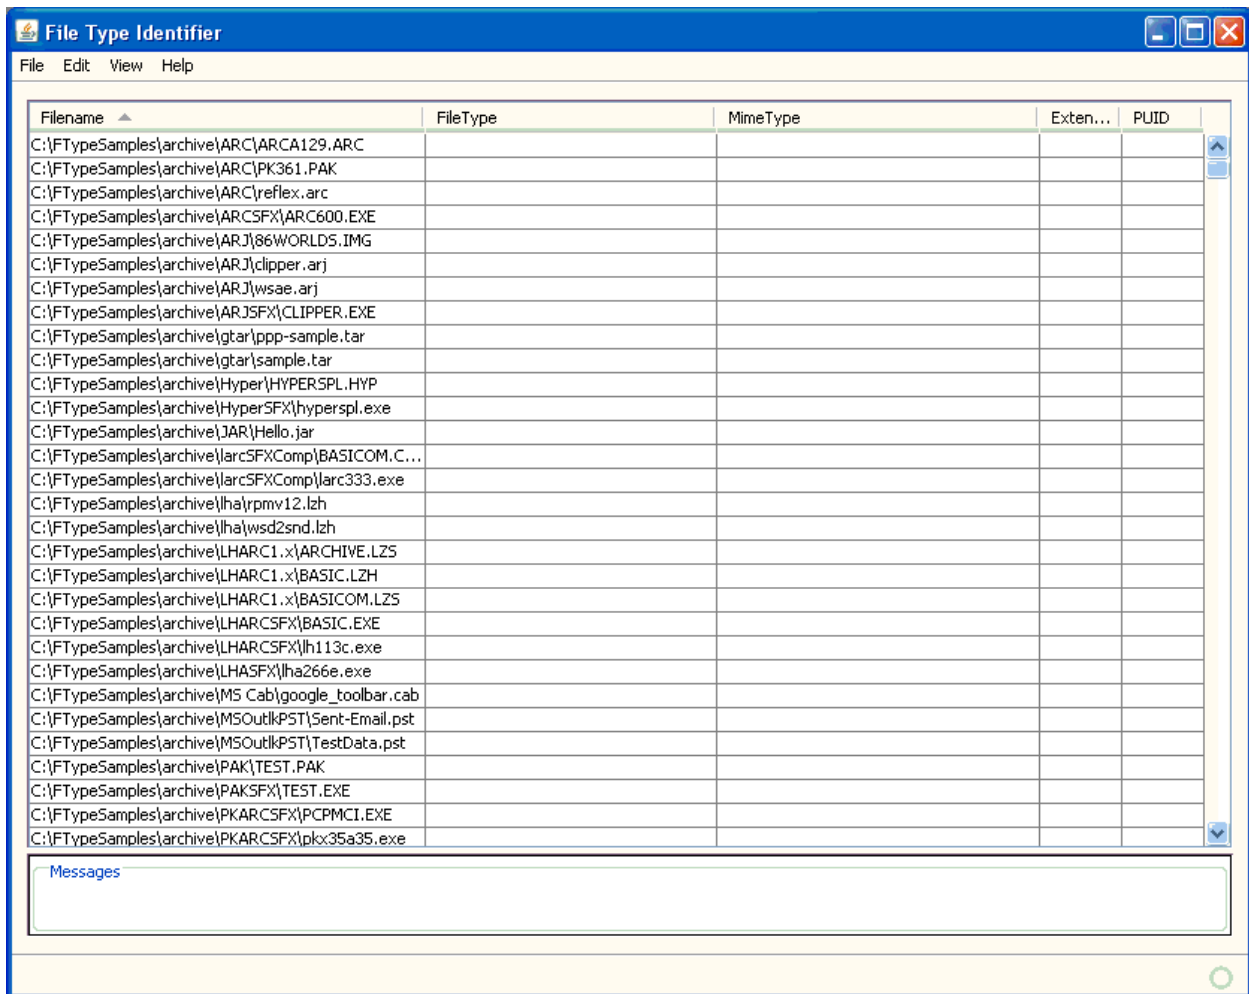 File Type Identifier
File Edit View Help
Filename FileType MimeType Exten... PUID
C:\FTypeSamples\archive\ARC\ARCA129.ARC
C:\FTypeSamples\archive\ARC\PK361.PAK
C:\FTypeSamples\archive\ARC\reflex.arc
C:\FTypeSamples\archive\ARCSFX\ARC600.EXE
C:\FTypeSamples\archive\ARJ\86WORLDS.IMG
C:\FTypeSamples\archive\ARJ\clipper.arj
C:\FTypeSamples\archive\ARJ\wsae.arj
C:\FTypeSamples\archive\ARJSFX\CLIPPER.EXE
C:\FTypeSamples\archive\gtar\ppp-sample.tar
C:\FTypeSamples\archive\gtar\sample.tar
C:\FTypeSamples\archive\Hyper\HYPERSPL.HYP
C:\FTypeSamples\archive\HyperSFX\hyperspl.exe
C:\FTypeSamples\archive\JAR\Hello.jar
C:\FTypeSamples\archive\larcSFXComp\BASICOM.C...
C:\FTypeSamples\archive\larcSFXComp\larc333.exe
C:\FTypeSamples\archive\lha\rpmv12.lzh
C:\FTypeSamples\archive\lha\wsd2snd.lzh
C:\FTypeSamples\archive\LHARC1.x\ARCHIVE.LZS
C:\FTypeSamples\archive\LHARC1.x\BASIC.LZH
C:\FTypeSamples\archive\LHARC1.x\BASICOM.LZS
C:\FTypeSamples\archive\LHARCSFX\BASIC.EXE
C:\FTypeSamples\archive\LHARCSFX\lh113c.exe
C:\FTypeSamples\archive\LHASFX\lha266e.exe
C:\FTypeSamples\archive\MS Cab\google_toolbar.cab
C:\FTypeSamples\archive\MSOutlkPST\Sent-Email.pst
C:\FTypeSamples\archive\MSOutlkPST\TestData.pst
C:\FTypeSamples\archive\PAK\TEST.PAK
C:\FTypeSamples\archive\PAKSFX\TEST.EXE
C:\FTypeSamples\archive\PKARCSFX\PCPMCI.EXE
C:\FTypeSamples\archive\PKARCSFX\pkx35a35.exe
Messages